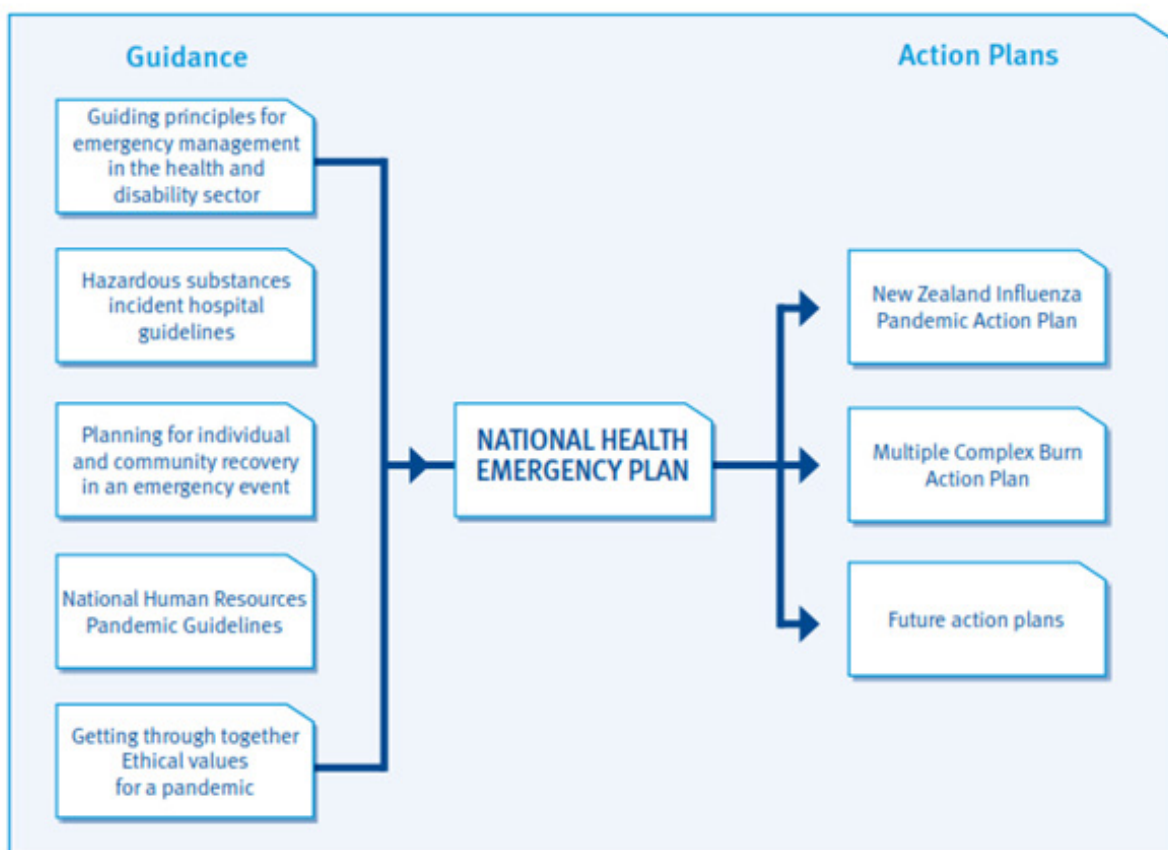 Guidance
Guiding principles for
emergency management
in the health and
disability sector
Hazardous substances
incident hospital
guidelines
Planning for individual
and community recovery
in an emergency event
National Human Resources
Pandemic Guidelines
Getting through together
Ethical values
for a pandemic
NATIONAL HEALTH
EMERGENCY PLAN
Action Plans
New Zealand Influenza
Pandemic Action Plan
Multiple Complex Burn
Action Plan
Future action plans